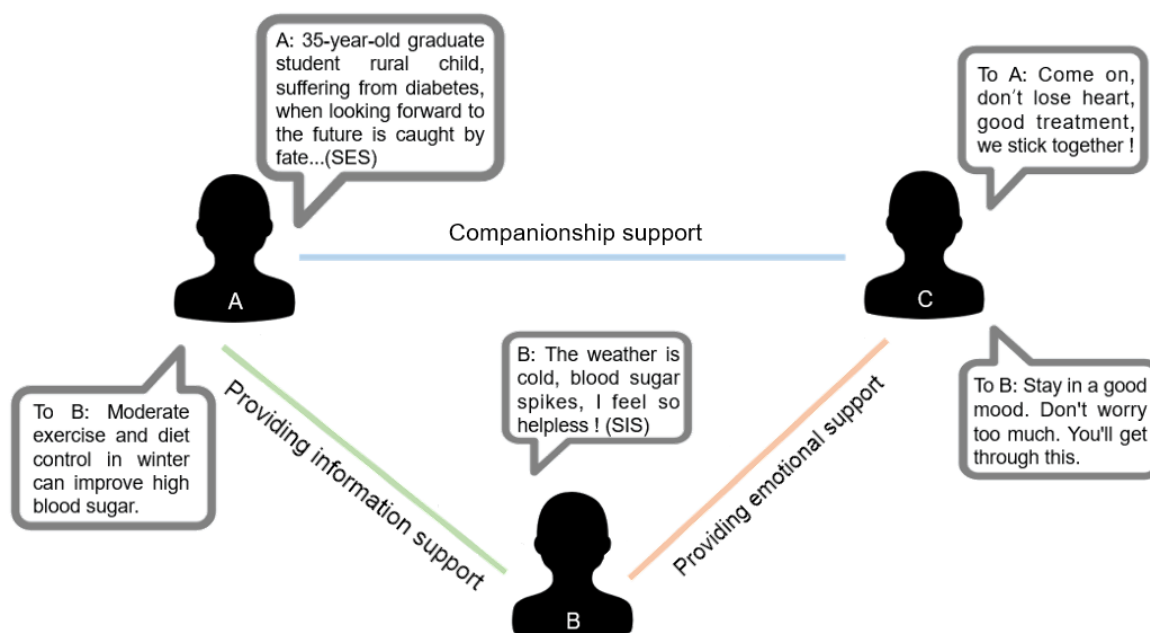 A: 35-year-old graduate
student rural child,
suffering from diabetes,
when looking forward to
the future is caught by
fate...(SES)
To A: Come on,
don´t lose heart,
good treatment,
we stick together !
Companionship support
A
C
To B: Moderate
exercise and diet
control in winter
can improve high
blood sugar.
Providing information support
B: The weather is
cold, blood sugar
spikes, I feel so
helpless ! (SIS)
Providing emotional support
To B: Stay in a good
mood. Don't worry
too much. You'll get
through this.
B